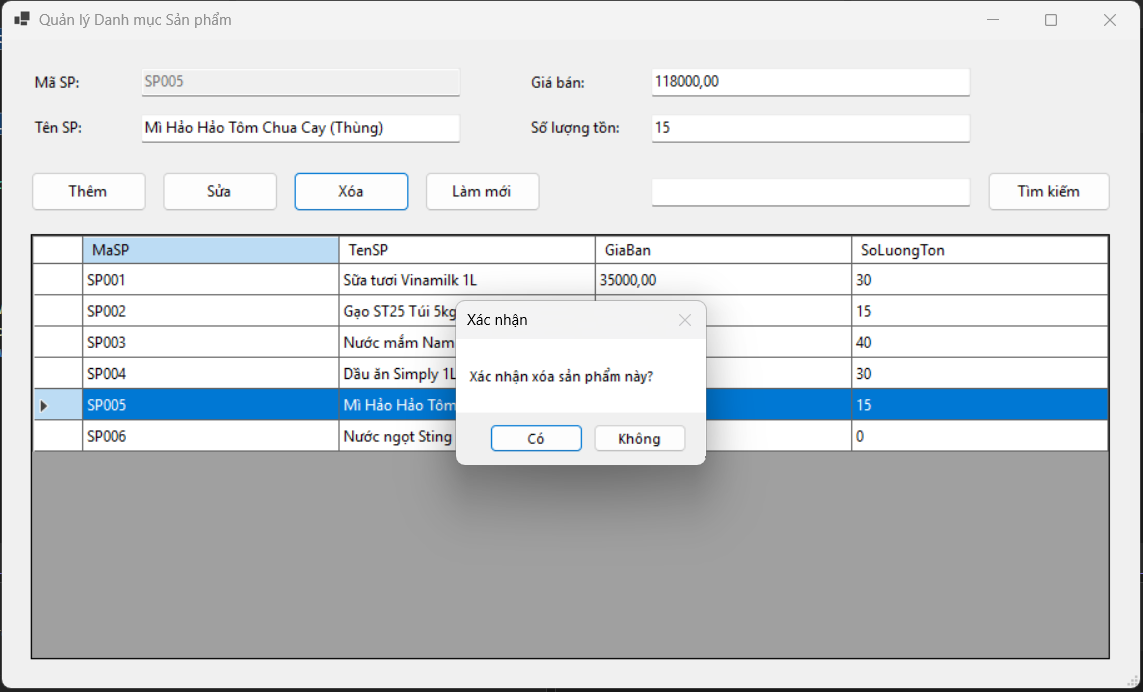 Quản lý Danh mục Sản phẩm
Mã SP: SP005 Giá bán: 118000,00
Tên SP: Mì Hảo Hảo Tôm Chua Cay (Thùng) Số lượng tồn: 15
Thêm Sửa Xóa Làm mới Tìm kiếm
MaSP TenSP GiaBan SoLuongTon
SP001 Sữa tươi Vinamilk 1L 35000,00 30
SP002 Gạo ST25 Túi 5kg 15
SP003 Nước mắm Nam 40
SP004 Dầu ăn Simply 1L 30
SP005 Mì Hảo Hảo Tôm 15
SP006 Nước ngọt Sting 0
Xác nhận
Xác nhận xóa sản phẩm này?
Có Không